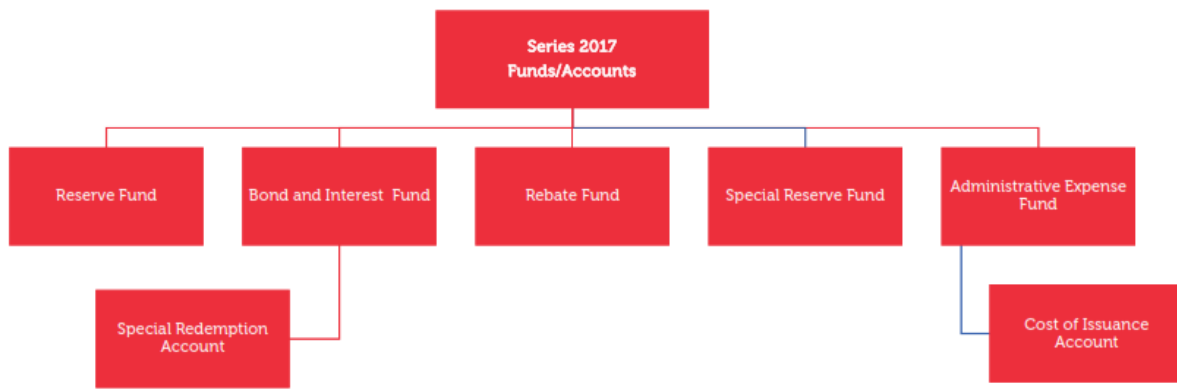 Series 2017
Funds/Accounts
Reserve Fund
Bond and Interest Fund
Rebate Fund
Special Reserve Fund
Administrative Expense
Fund
Special Redemption
Account
Cost of Issuance
Account